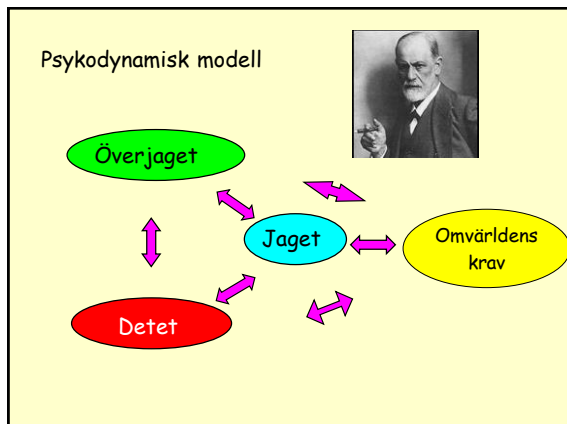 Psykodynamisk modell
Överjaget
Jaget
Omvärldens
krav
Detet